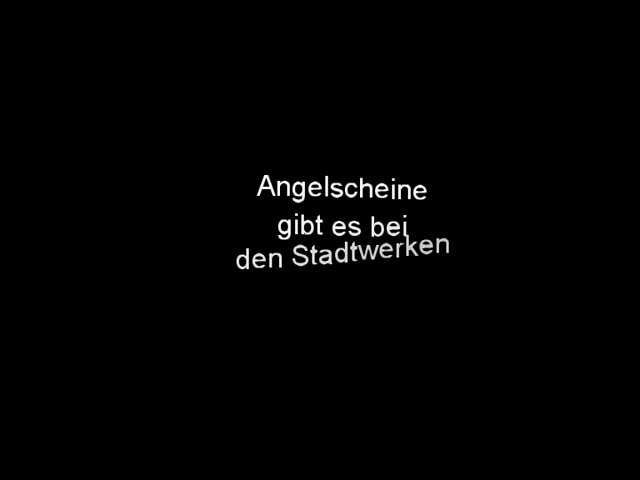 Angelscheine
gibt es bei
den Stadtwerken